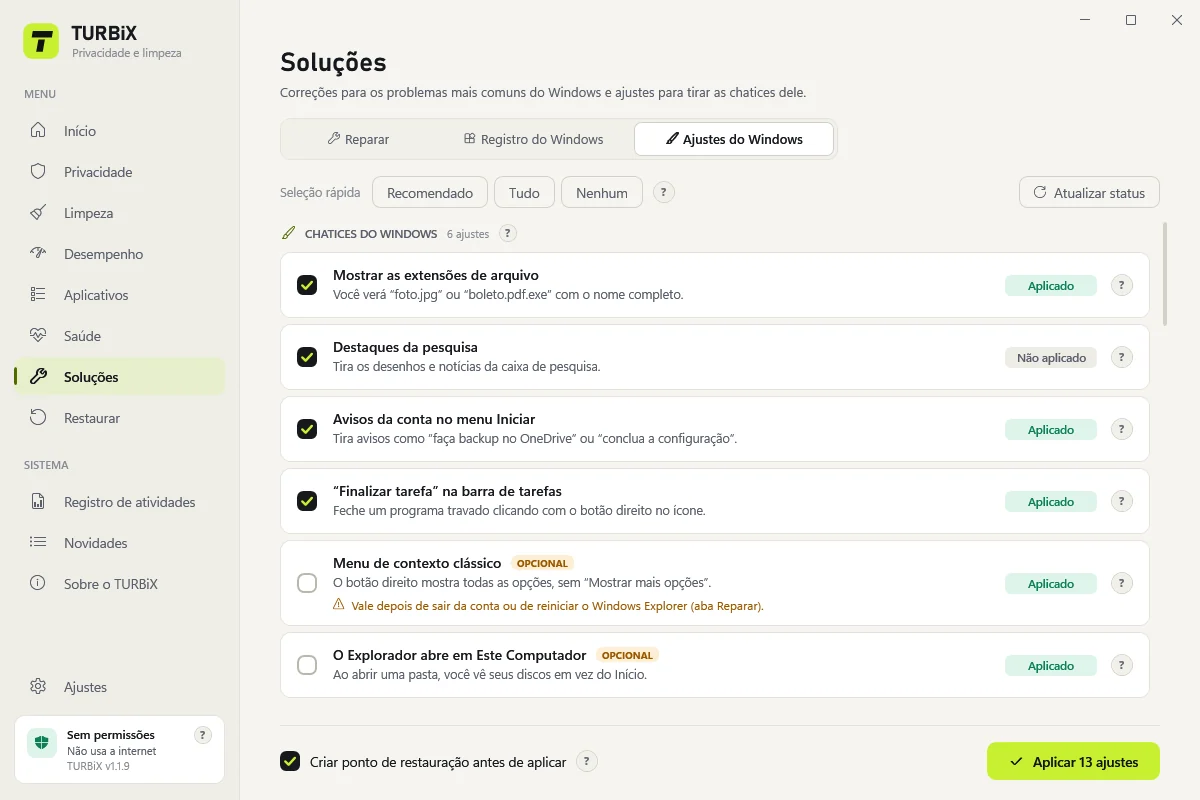 TURBiX
Privacidade e limpeza
MENU
Início
Privacidade
Limpeza
Desempenho
Aplicativos
Saúde
Soluções
Restaurar
SISTEMA
Registro de atividades
Novidades
Sobre o TURBiX
Ajustes
Sem permissões
?
Não usa a internet
TURBiX v1.1.9
Soluções
Correções para os problemas mais comuns do Windows e ajustes para tirar as chatices dele.
Reparar
Registro do Windows
Ajustes do Windows
Seleção rápida
Recomendado
Tudo
Nenhum
?
Atualizar status
CHATICES DO WINDOWS 6 ajustes ?
Mostrar as extensões de arquivo
Você verá “foto.jpg” ou “boleto.pdf.exe” com o nome completo.
Aplicado ?
Destaques da pesquisa
Tira os desenhos e notícias da caixa de pesquisa.
Não aplicado ?
Avisos da conta no menu Iniciar
Tira avisos como “faça backup no OneDrive” ou “conclua a configuração”.
Aplicado ?
“Finalizar tarefa” na barra de tarefas
Feche um programa travado clicando com o botão direito no ícone.
Aplicado ?
Menu de contexto clássico OPCIONAL
O botão direito mostra todas as opções, sem “Mostrar mais opções”.
Vale depois de sair da conta ou de reiniciar o Windows Explorer (aba Reparar).
Aplicado ?
O Explorador abre em Este Computador OPCIONAL
Ao abrir uma pasta, você vê seus discos em vez do Início.
Aplicado ?
Criar ponto de restauração antes de aplicar ?
Aplicar 13 ajustes